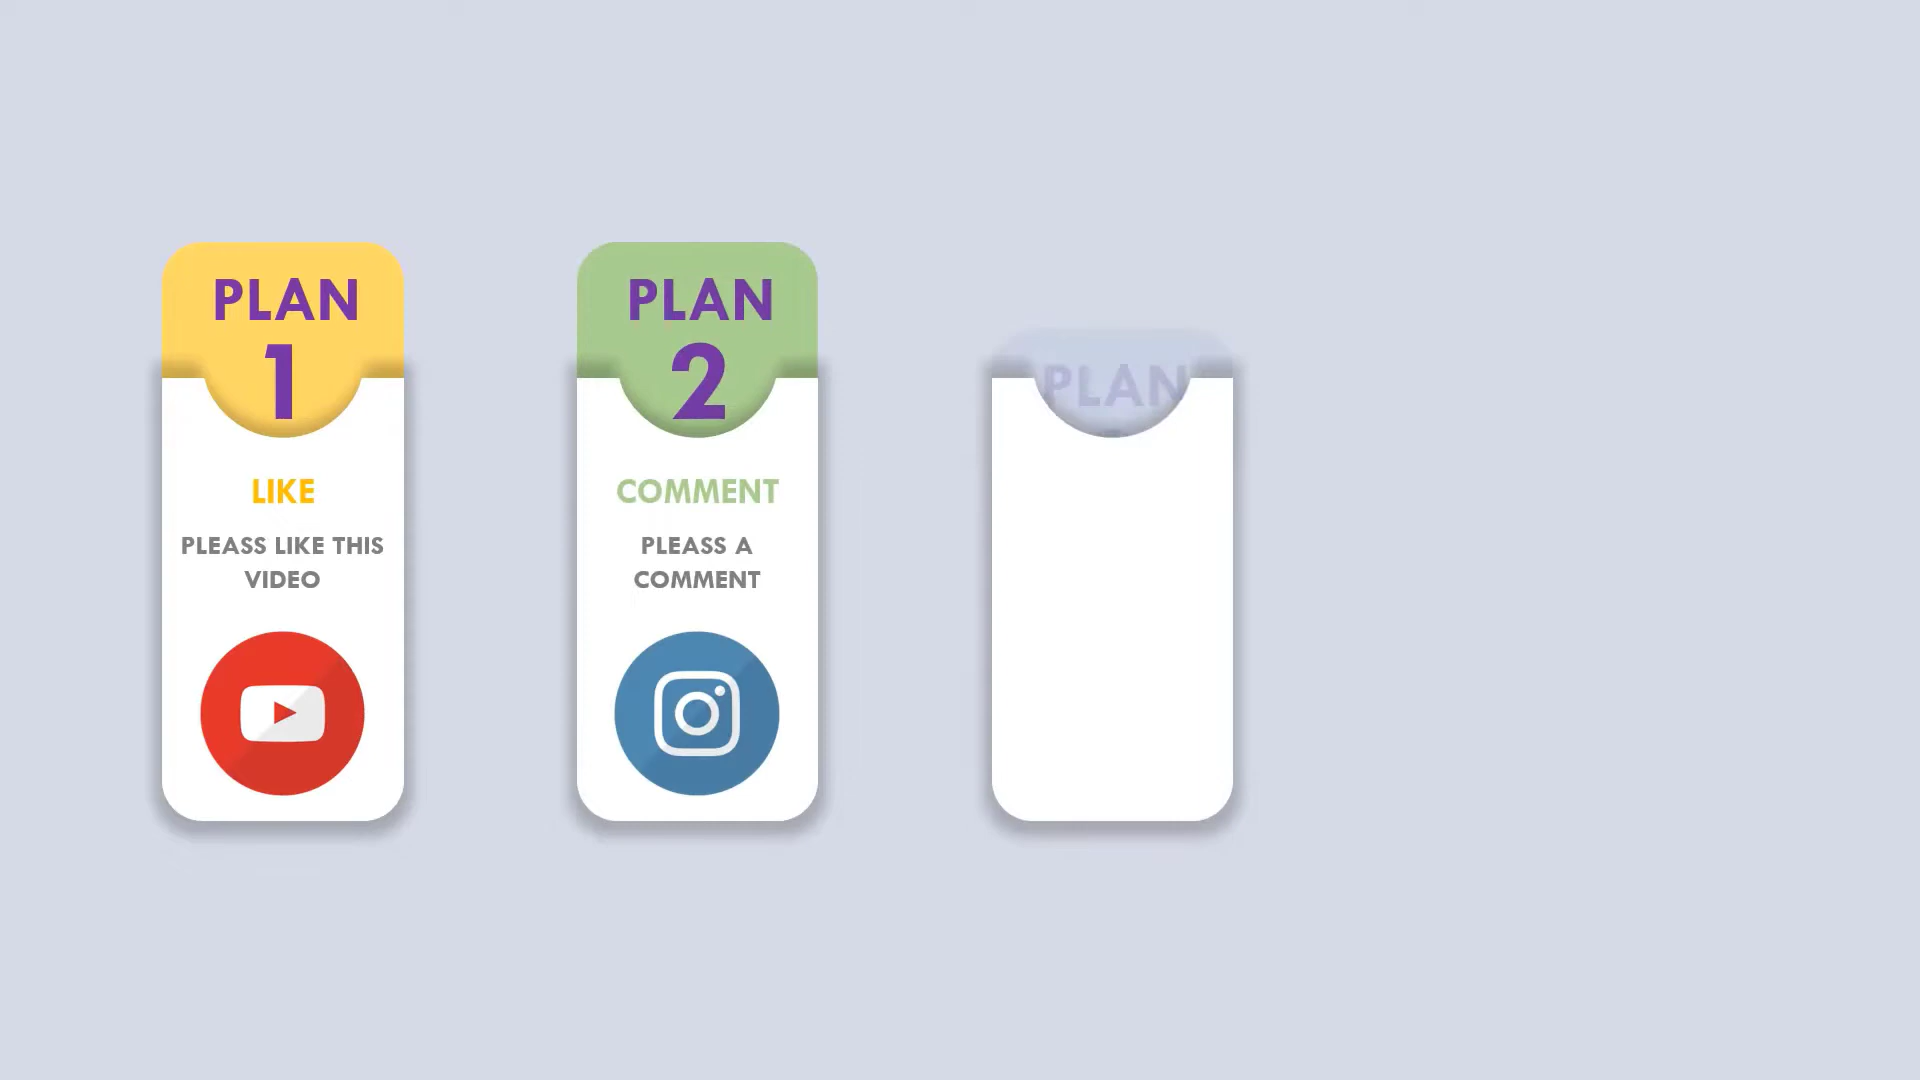 PLAN
1
LIKE
PLEASS LIKE THIS
VIDEO
PLAN
2
COMMENT
PLEASS A
COMMENT
PLAN